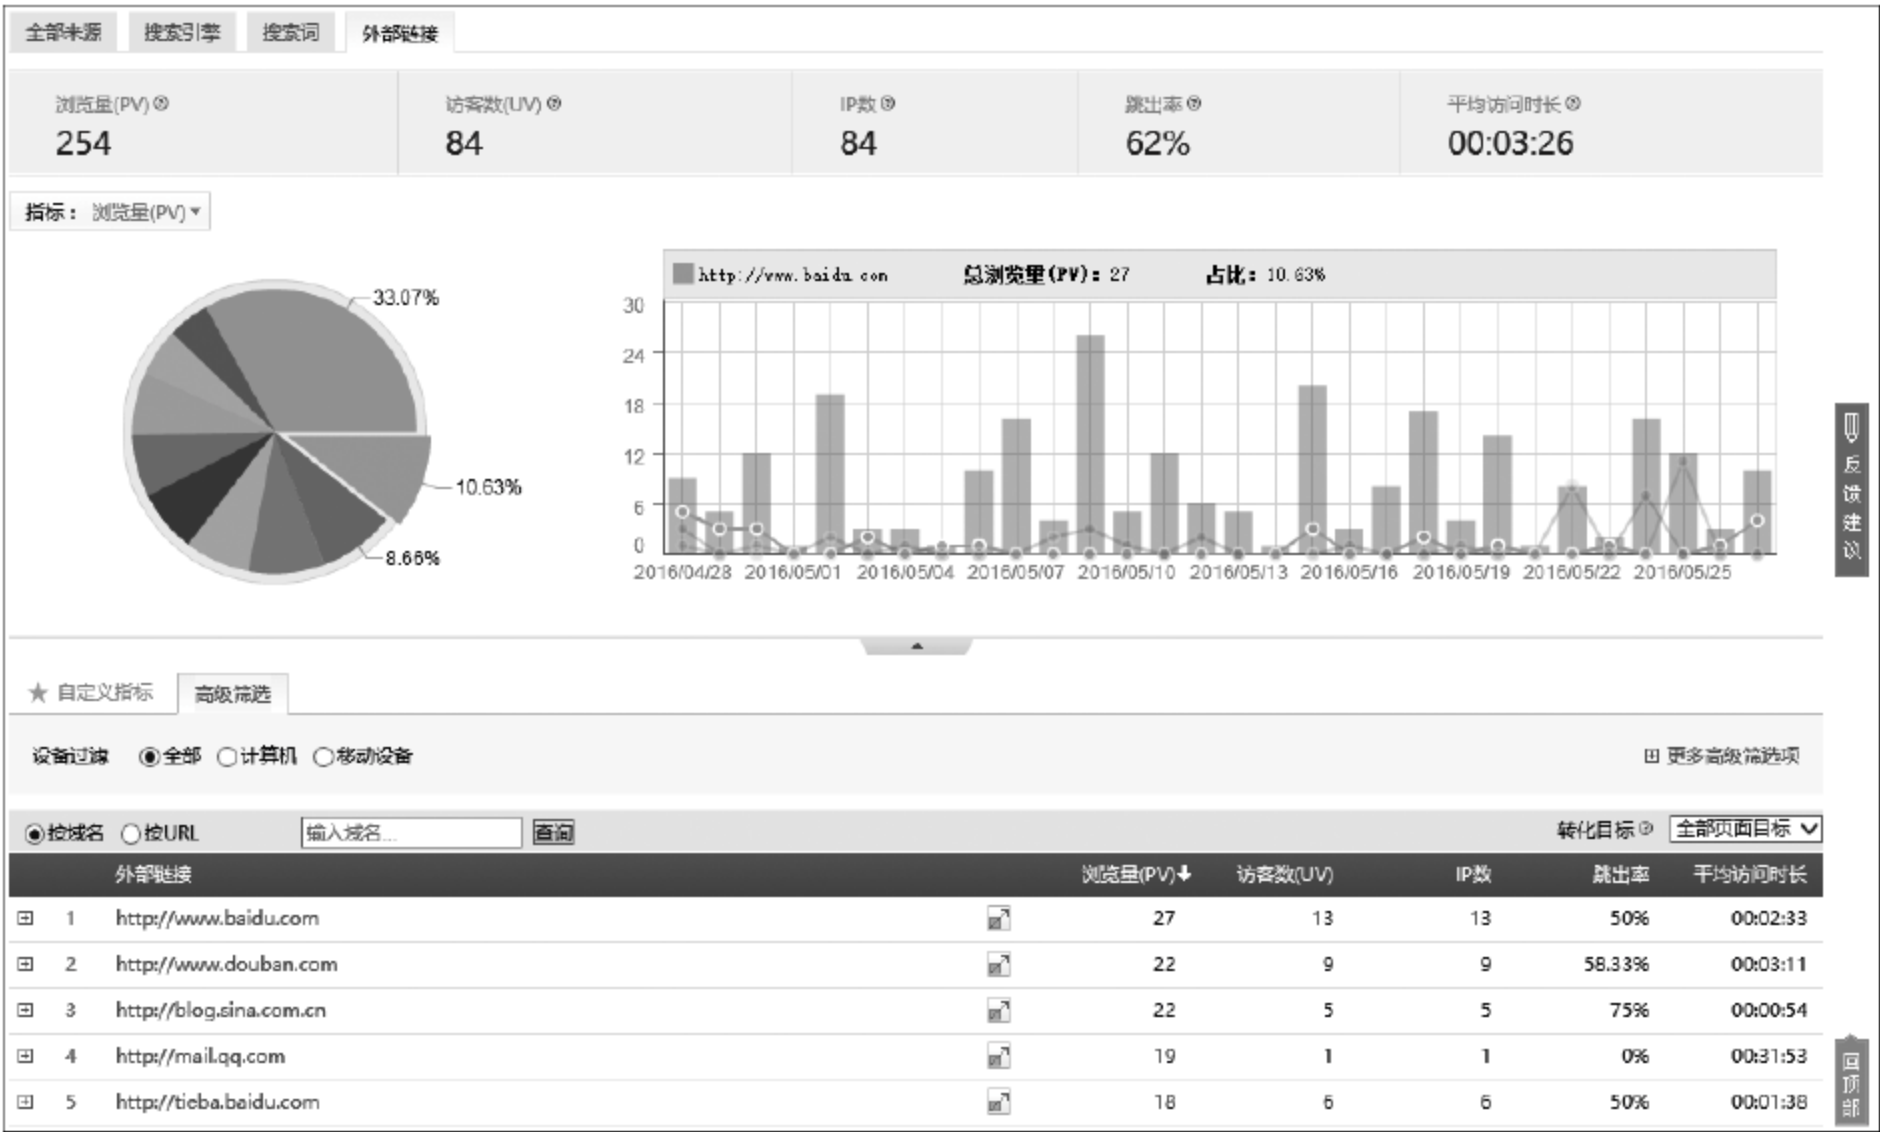 全部来源 搜索引擎 搜索词 外部链接
浏览量(PV) 访客数(UV) IP数 跳出率 平均访问时长
254 84 84 62% 00:03:26
指标： 浏览量(PV)
http://www.baidu.com 总浏览量(PV): 27 占比: 10.63%
33.07%
10.63%
8.66%
30
24
18
12
6
0
2016/04/28 2016/05/01 2016/05/04 2016/05/07 2016/05/10 2016/05/13 2016/05/16 2016/05/19 2016/05/22 2016/05/25
反馈建议
自定义指标 高级筛选
设备过滤 全部 计算机 移动设备 更多高级筛选项
按域名 按URL 输入域名... 查询 转化目标 全部页面目标
外部链接 浏览量(PV) 访客数(UV) IP数 跳出率 平均访问时长
1 http://www.baidu.com 27 13 13 50% 00:02:33
2 http://www.douban.com 22 9 9 58.33% 00:03:11
3 http://blog.sina.com.cn 22 5 5 75% 00:00:54
4 http://mail.qq.com 19 1 1 0% 00:31:53
5 http://tieba.baidu.com 18 6 6 50% 00:01:38
回顶部